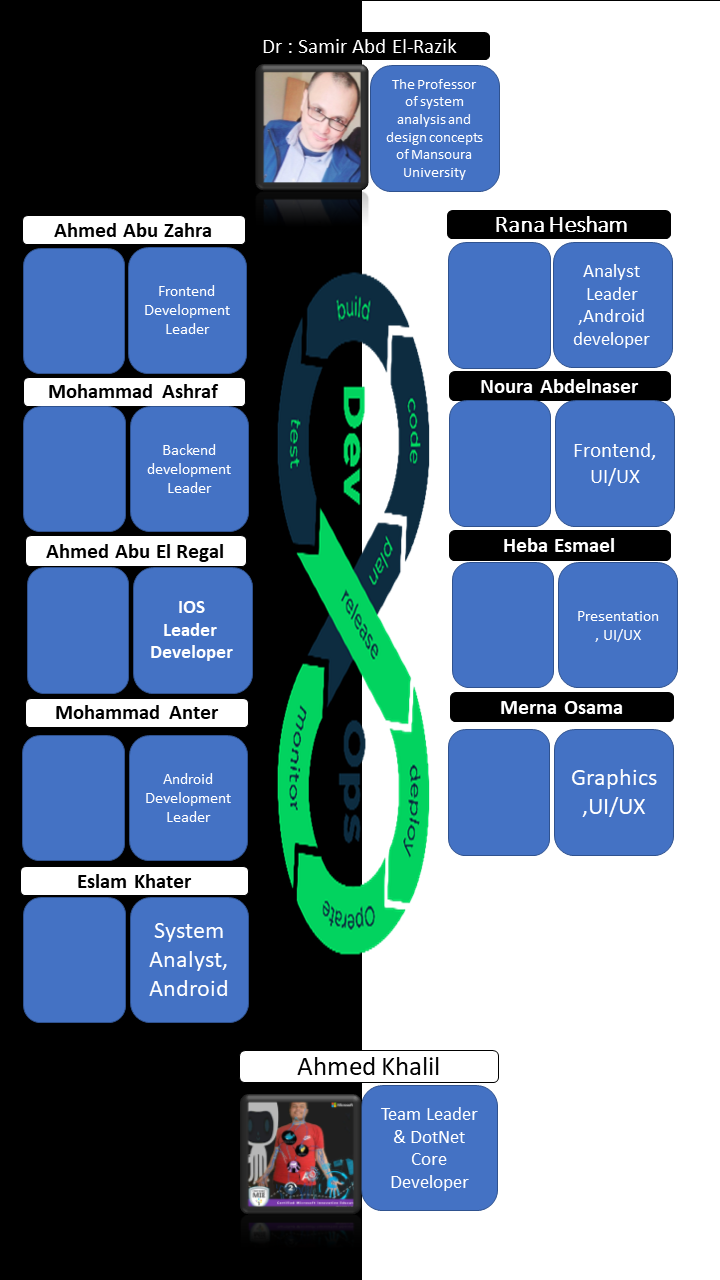 Dr : Samir Abd El-Razik
The Professor
of system
analysis and
design concepts
of Mansoura
University
Ahmed Abu Zahra
Frontend
Development
Leader
Mohammad Ashraf
Backend
development
Leader
Ahmed Abu El Regal
IOS
Leader
Developer
Mohammad Anter
Android
Development
Leader
Eslam Khater
System
Analyst,
Android
build
code
test
Dev
plan
release
monitor
Ops
deploy
Operate
Rana Hesham
Analyst
Leader
,Android
developer
Noura Abdelnaser
Frontend,
UI/UX
Heba Esmael
Presentation
, UI/UX
Merna Osama
Graphics
,UI/UX
Ahmed Khalil
Microsoft
MIE
Team Leader
& DotNet
Core
Developer